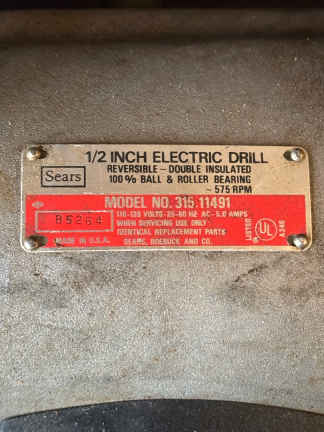 1/2 INCH ELECTRIC DRILL
Sears
REVERSIBLE - DOUBLE INSULATED
100% BALL & ROLLER BEARING
~ 575 RPM
MODEL NO. 315.11491
B5264
110-120 VOLTS-25-60 HZ AC- 5.0 AMPS
WHEN SERVICING USE ONLY
IDENTICAL REPLACEMENT PARTS
MADE IN U.S.A.
SEARS, ROEBUCK AND CO.
LISTED
UL